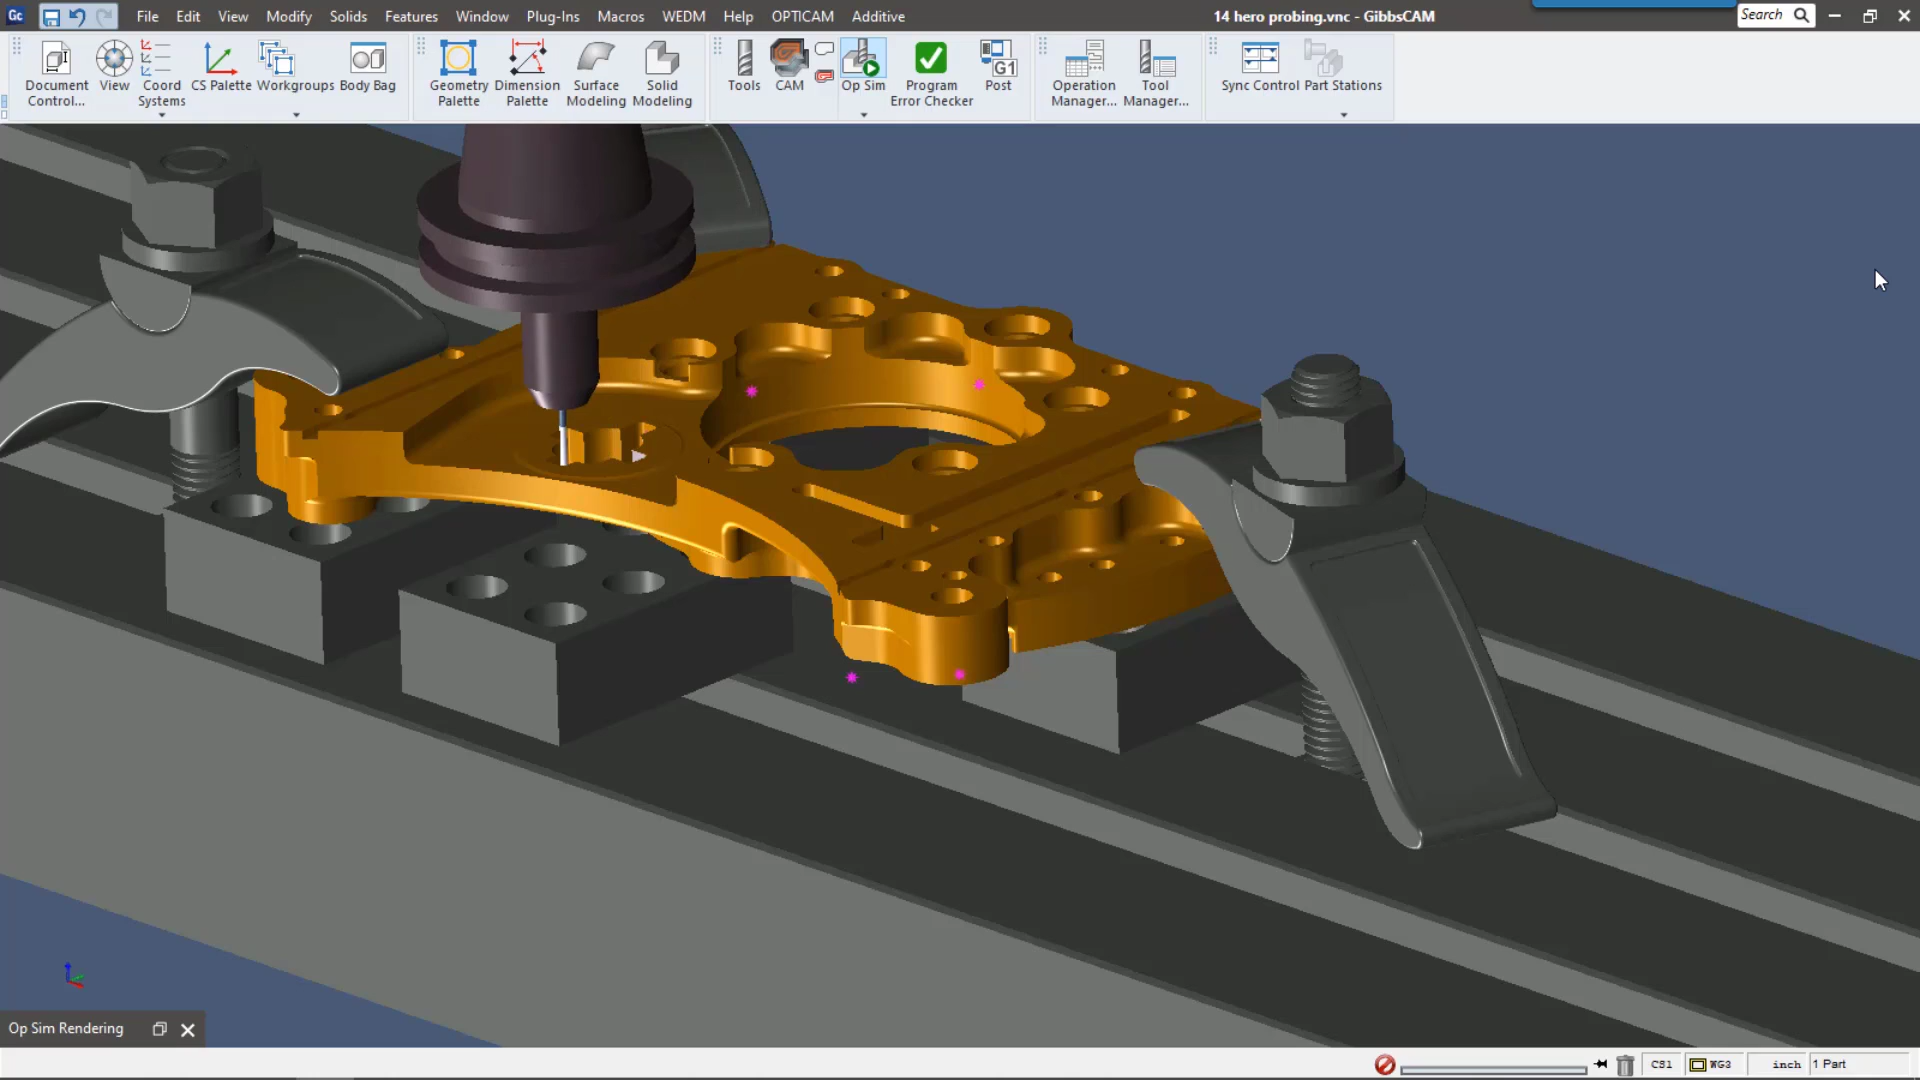 Gc File Edit View Modify Solids Features Window Plug-Ins Macros WEDM Help OPTICAM Additive 14 hero probing.vnc - GibbsCAM Search
Document Control...
View
Coord Systems
CS Palette
Workgroups
Body Bag
Geometry Palette
Dimension Palette
Surface Modeling
Solid Modeling
Tools
CAM
Op Sim
Program Error Checker
G1
Post
Operation Manager...
Tool Manager...
Sync Control
Part Stations
Op Sim Rendering
CS1 WG3 inch 1 Part